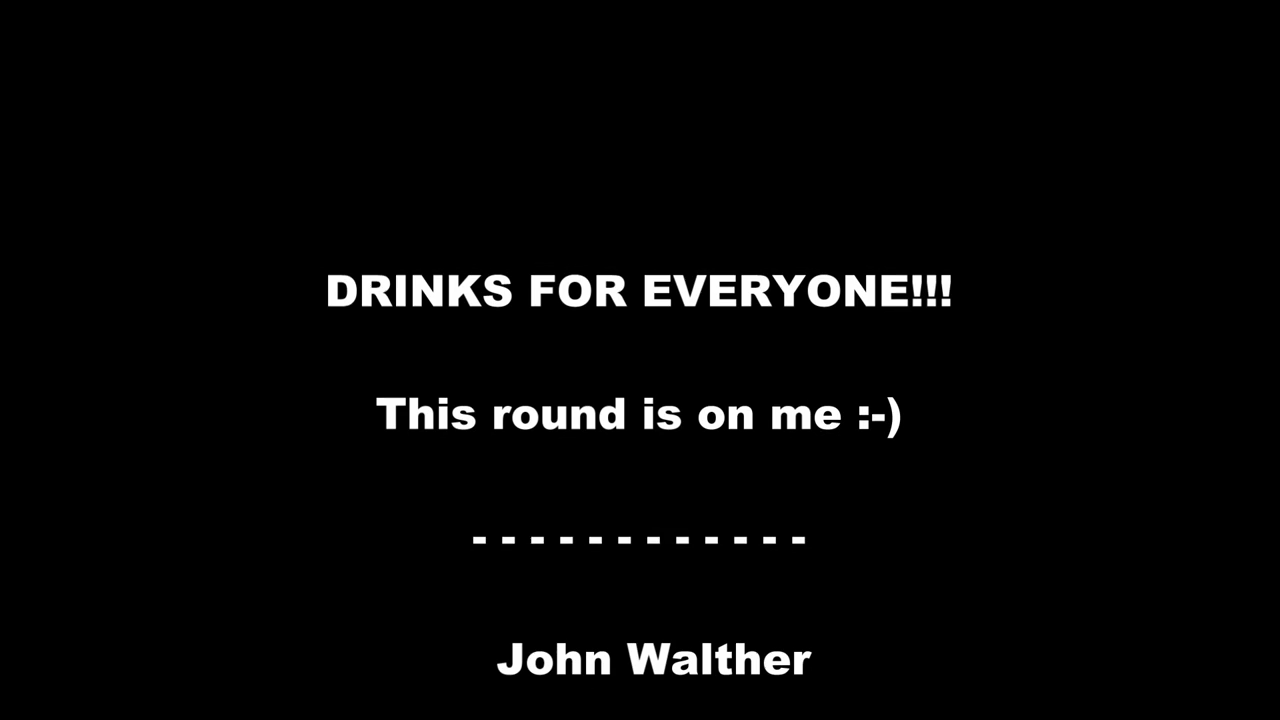 DRINKS FOR EVERYONE!!!
This round is on me :-)
- - - - - - - - - - - -
John Walther